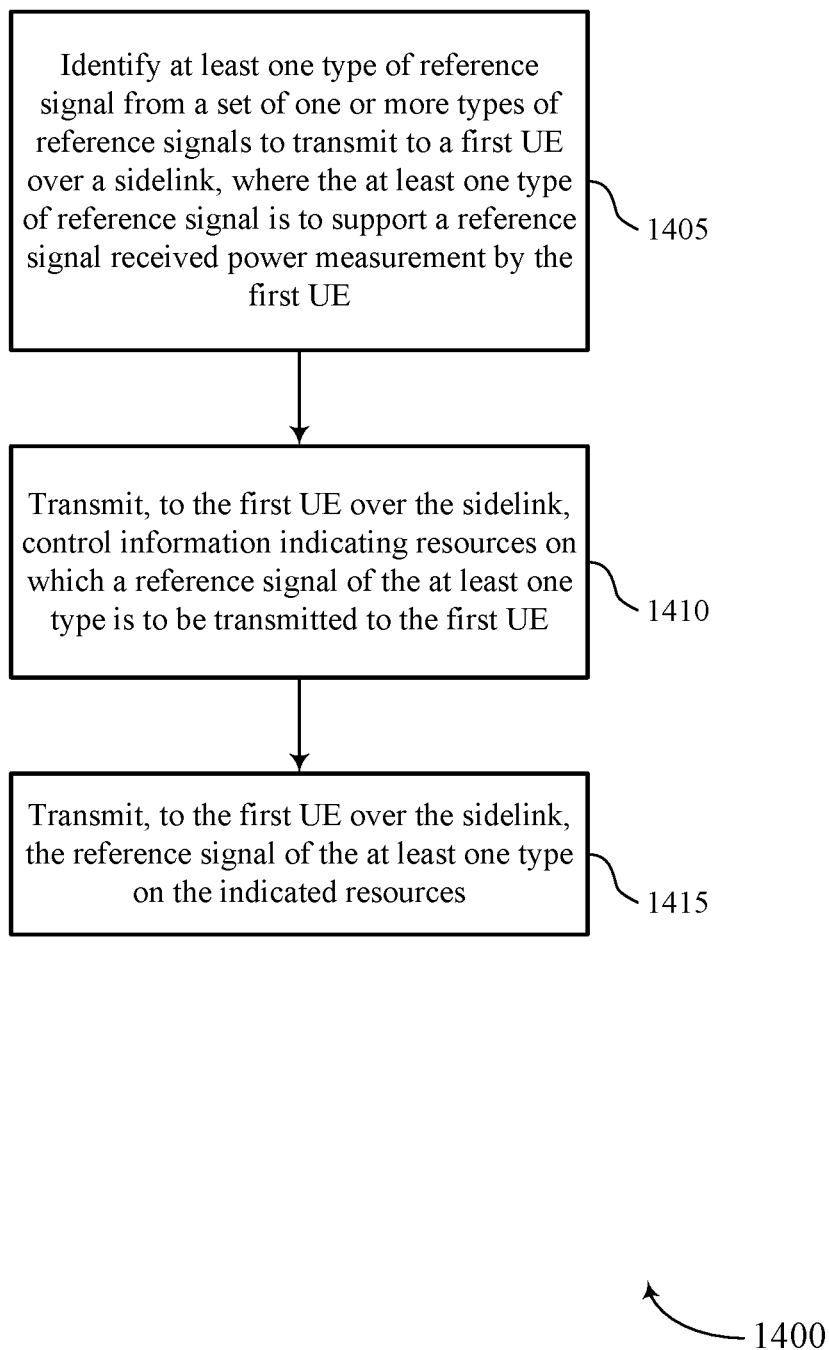 Identify at least one type of reference
signal from a set of one or more types of
reference signals to transmit to a first UE
over a sidelink, where the at least one type
of reference signal is to support a reference
signal received power measurement by the
first UE
1405
Transmit, to the first UE over the sidelink,
control information indicating resources on
which a reference signal of the at least one
type is to be transmitted to the first UE
1410
Transmit, to the first UE over the sidelink,
the reference signal of the at least one type
on the indicated resources
1415
1400